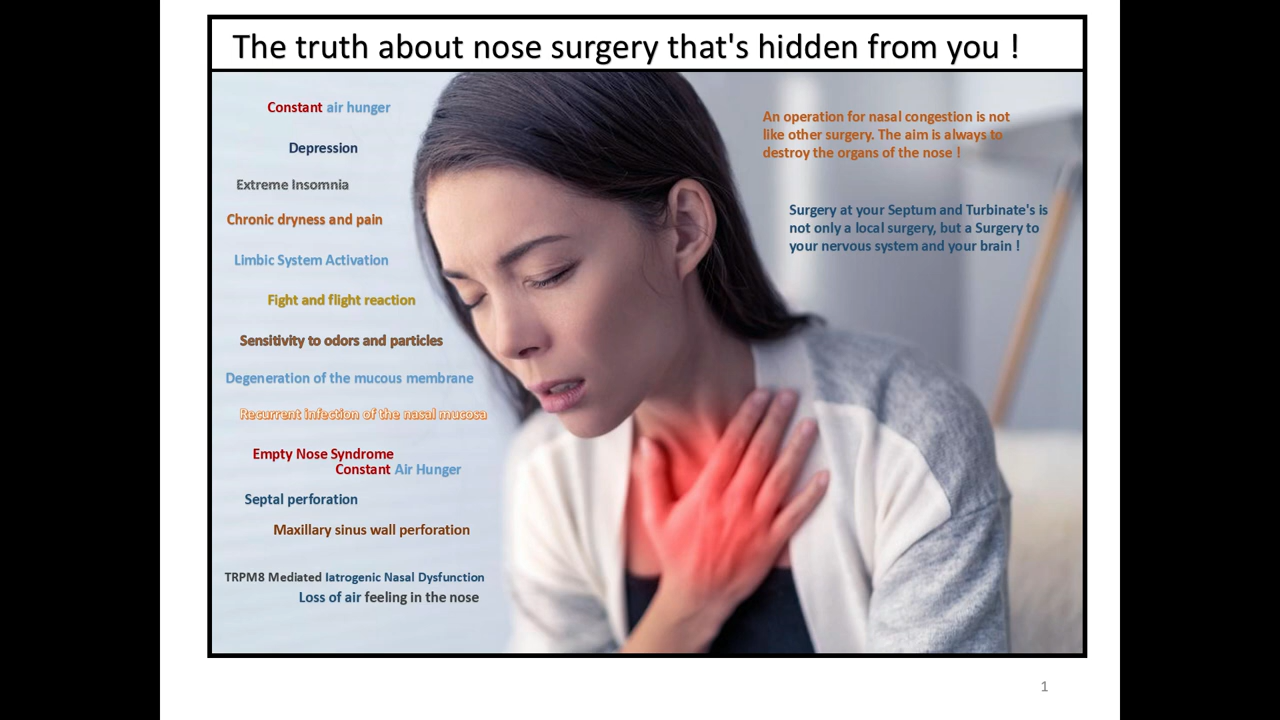 The truth about nose surgery that's hidden from you !
Constant air hunger
Depression
Extreme Insomnia
Chronic dryness and pain
Limbic System Activation
Fight and flight reaction
Sensitivity to odors and particles
Degeneration of the mucous membrane
Recurrent infection of the nasal mucosa
Empty Nose Syndrome
Constant Air Hunger
Septal perforation
Maxillary sinus wall perforation
TRPM8 Mediated Iatrogenic Nasal Dysfunction
Loss of air feeling in the nose
An operation for nasal congestion is not
like other surgery. The aim is always to
destroy the organs of the nose !
Surgery at your Septum and Turbinate's is
not only a local surgery, but a Surgery to
your nervous system and your brain !
1